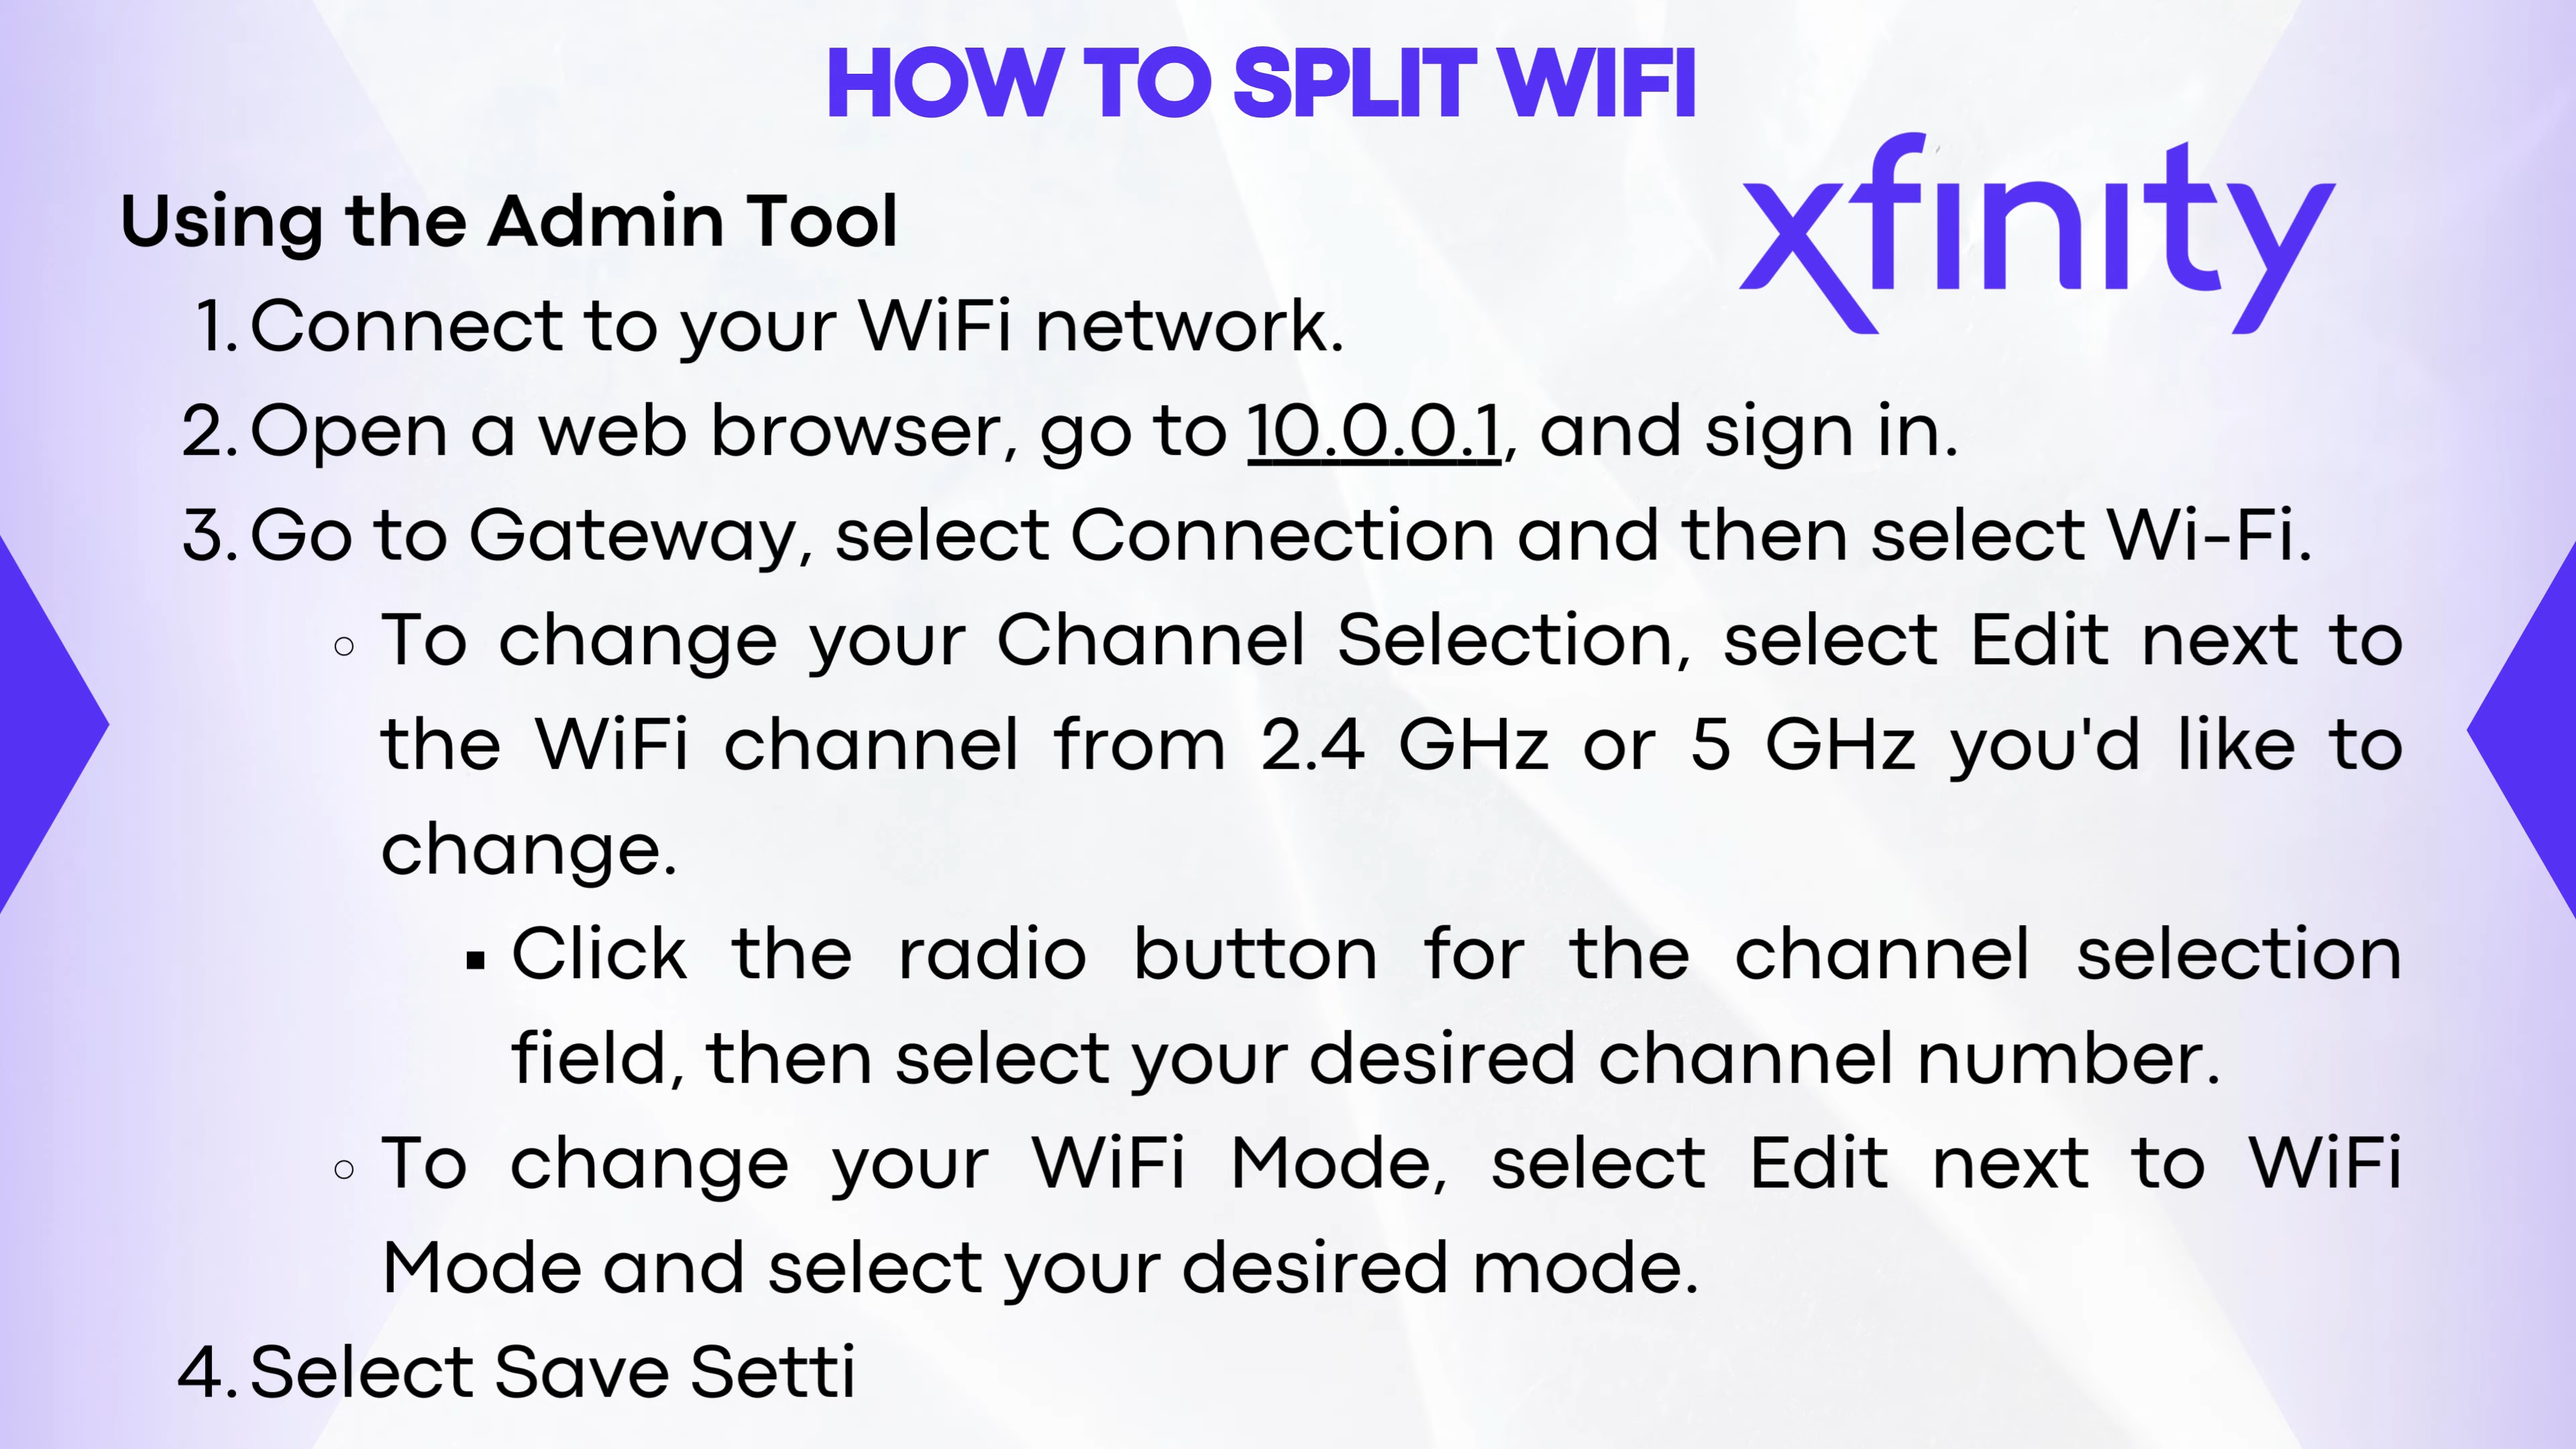 HOW TO SPLIT WIFI
xfinity
Using the Admin Tool
1. Connect to your WiFi network.
2. Open a web browser, go to 10.0.0.1, and sign in.
3. Go to Gateway, select Connection and then select Wi-Fi.
○ To change your Channel Selection, select Edit next to
the WiFi channel from 2.4 GHz or 5 GHz you'd like to
change.
▪ Click the radio button for the channel selection
field, then select your desired channel number.
○ To change your WiFi Mode, select Edit next to WiFi
Mode and select your desired mode.
4. Select Save Setti